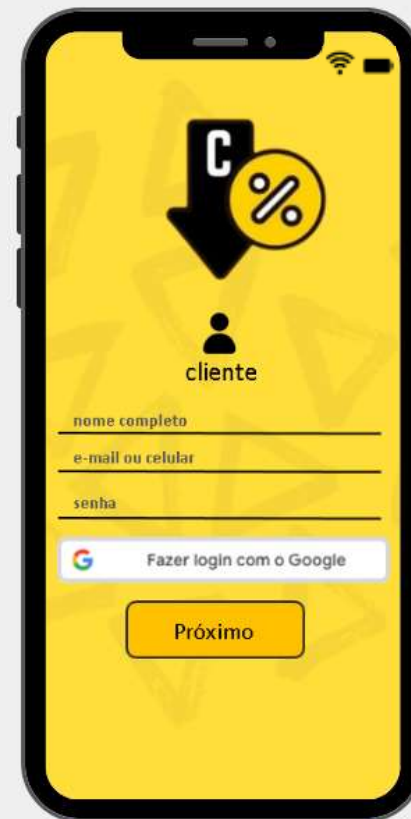 C
%
cliente
nome completo
e-mail ou celular
senha
G Fazer login com o Google
Próximo